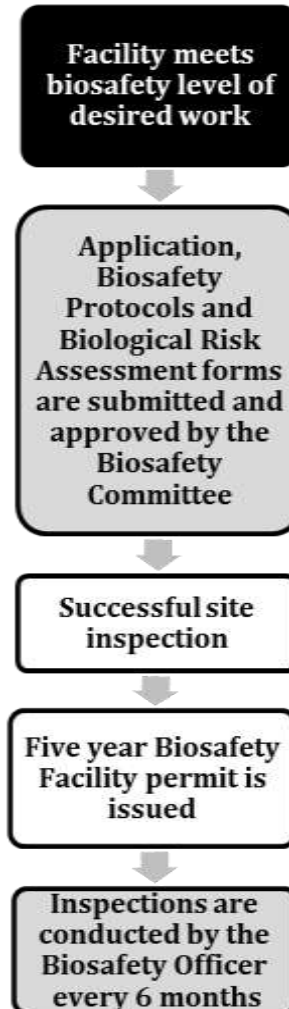 Facility meets
biosafety level of
desired work
Application,
Biosafety
Protocols and
Biological Risk
Assessment forms
are submitted and
approved by the
Biosafety
Committee
Successful site
inspection
Five year Biosafety
Facility permit is
issued
Inspections are
conducted by the
Biosafety Officer
every 6 months